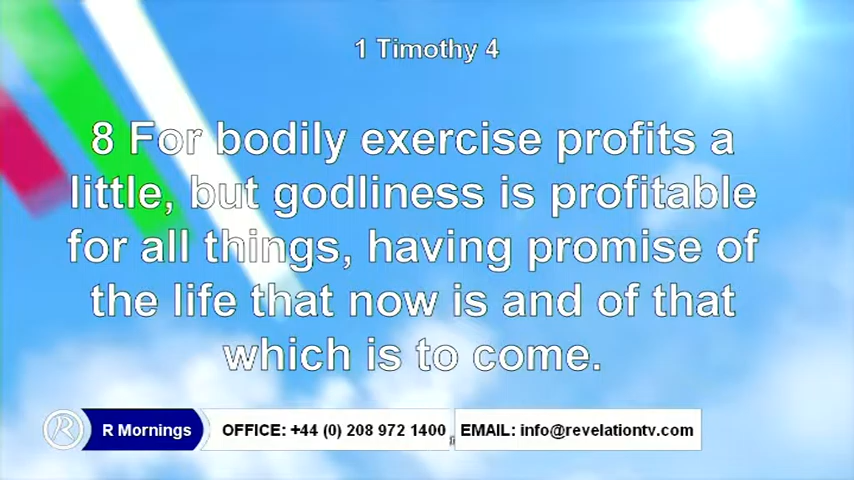 1 Timothy 4
8 For bodily exercise profits a
little, but godliness is profitable
for all things, having promise of
the life that now is and of that
which is to come.
R R Mornings OFFICE: +44 (0) 208 972 1400 EMAIL: info@revelationtv.com